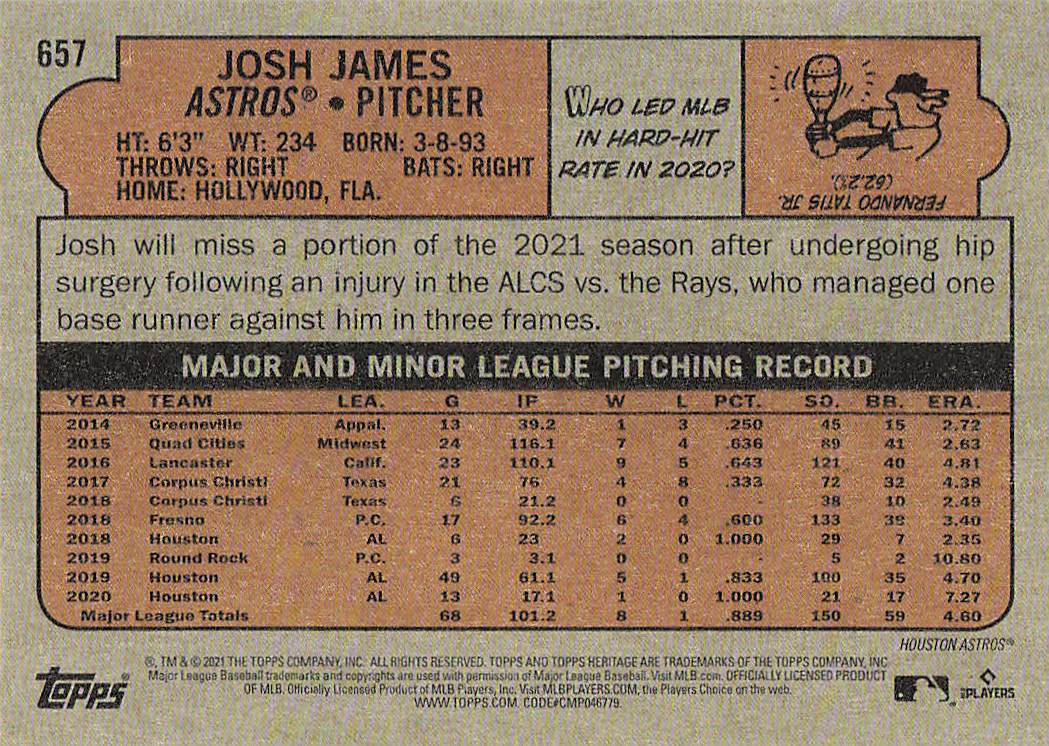 657
JOSH JAMES
ASTROS® • PITCHER
HT: 6'3" WT: 234 BORN: 3-8-93
THROWS: RIGHT BATS: RIGHT
HOME: HOLLYWOOD, FLA.
WHO LED MLB
IN HARD-HIT
RATE IN 2020?
FERNANDO TATIS JR.
(62.2%)
Josh will miss a portion of the 2021 season after undergoing hip
surgery following an injury in the ALCS vs. the Rays, who managed one
base runner against him in three frames.
MAJOR AND MINOR LEAGUE PITCHING RECORD
YEAR TEAM LEA. G IP W L PCT. SO. BB. ERA.
2014 Greeneville Appal. 13 39.2 1 3 .250 45 15 2.72
2015 Quad Cities Midwest 24 116.1 7 4 .636 89 41 2.63
2016 Lancaster Calif. 23 110.1 9 5 .643 121 40 4.81
2017 Corpus Christi Texas 21 76 4 8 .333 72 32 4.38
2018 Corpus Christi Texas 6 21.2 0 0 - 38 10 2.49
2018 Fresno P.C. 17 92.2 6 4 .600 133 39 3.40
2018 Houston AL 6 23 2 0 1.000 29 7 2.35
2019 Round Rock P.C. 3 3.1 0 0 - 5 2 10.80
2019 Houston AL 49 61.1 5 1 .833 100 35 4.70
2020 Houston AL 13 17.1 1 0 1.000 21 17 7.27
Major League Totals 68 101.2 8 1 .889 150 59 4.60
HOUSTON ASTROS®
®, TM & © 2021 THE TOPPS COMPANY, INC. ALL RIGHTS RESERVED. TOPPS AND TOPPS HERITAGE ARE TRADEMARKS OF THE TOPPS COMPANY, INC.
Major League Baseball trademarks and copyrights are used with permission of Major League Baseball. Visit MLB.com. OFFICIALLY LICENSED PRODUCT
OF MLB. Officially Licensed Product of MLB Players, Inc. Visit MLBPLAYERS.COM, the Players Choice on the web.
WWW.TOPPS.COM. CODE#CMP046779.
topps®
PLAYERS